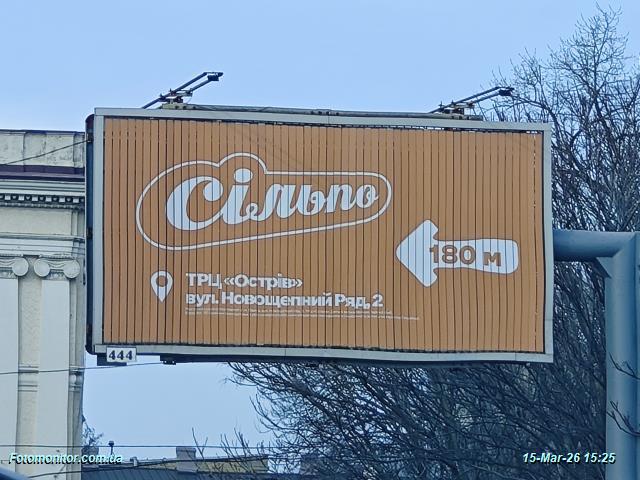 Сільпо
180 м
ТРЦ «Острів»
вул. Новощепний Ряд, 2
444
Fotomonitor.com.ua
15-Mar-26 15:25